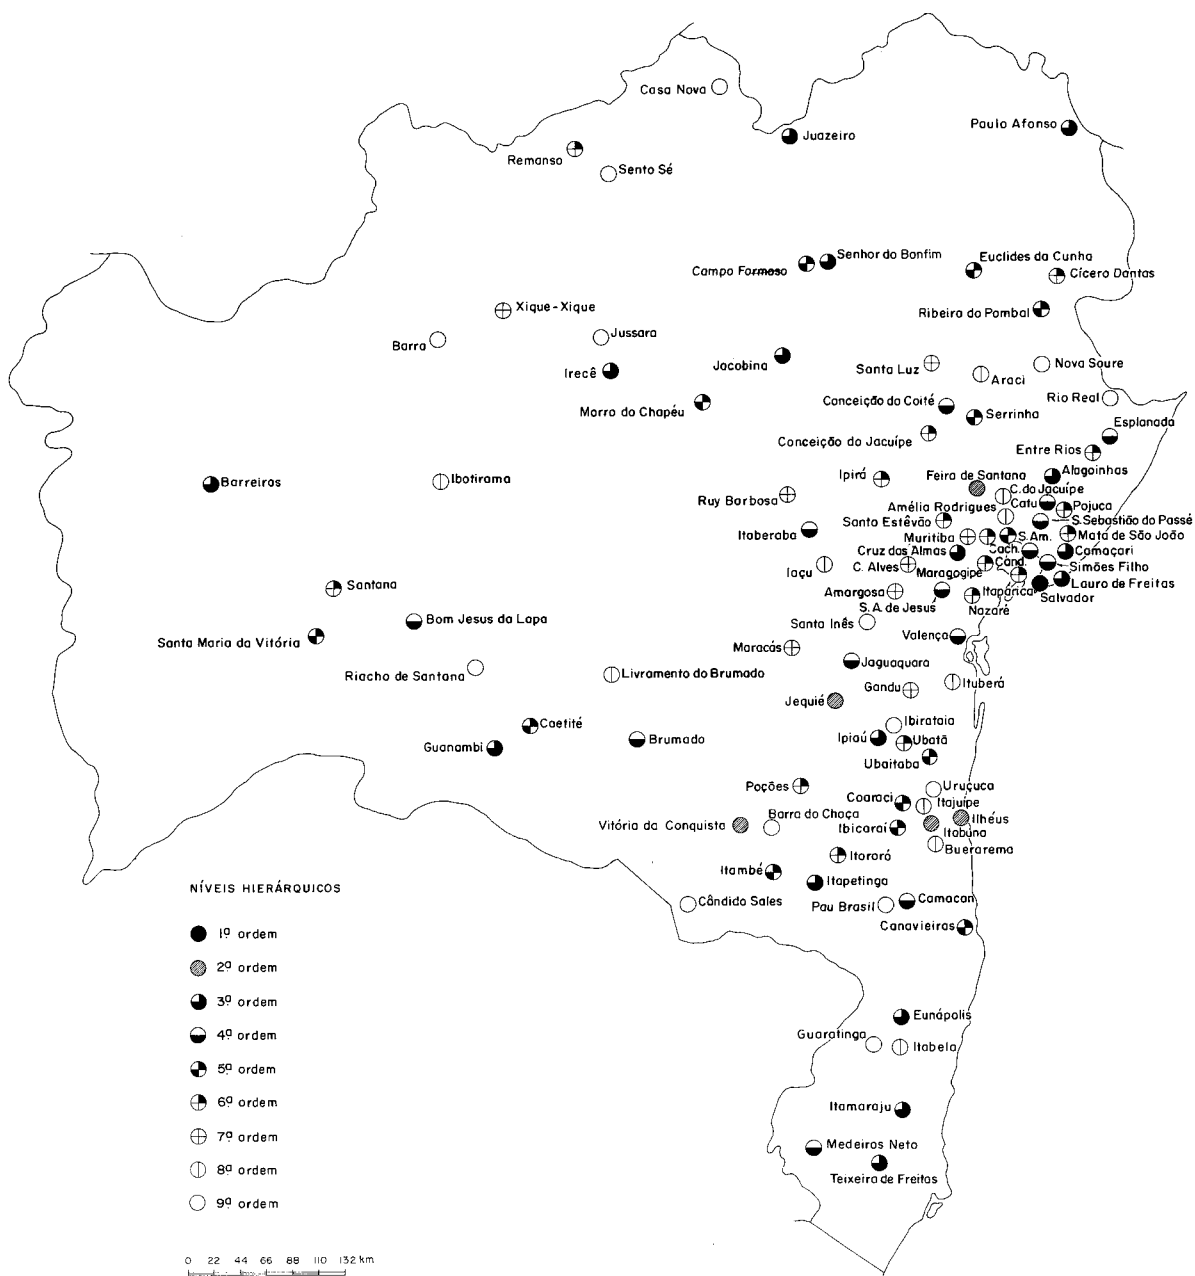 Casa Nova
Paulo Afonso
Juazeiro
Remanso
Sento Sé
Senhor do Bonfim
Campo Formoso
Euclides da Cunha
Cícero Dantas
Xique-Xique
Ribeira do Pombal
Jussara
Barra
Jacobina
Santa Luz
Nova Soure
Irecê
Araci
Rio Real
Conceição do Coité
Morro do Chapéu
Serrinha
Esplanada
Conceição do Jacuípe
Entre Rios
Alagoinhas
Ipirá
Feira de Santana
Barreiras
Ibotirama
C. do Jacuípe
Ruy Barbosa
Amélia Rodrigues
Catu
Pojuca
Santo Estêvão
S. Sebastião do Passé
Itaberaba
Muritiba
S. Am.
Mata de São João
Cruz das Almas
Cach.
Camaçari
Iaçu
C. Alves
Cand.
Simões Filho
Maragogipe
Lauro de Freitas
Santana
Amargosa
Itaparica
Salvador
S. A. de Jesus
Nazaré
Bom Jesus da Lapa
Santa Inês
Santa Maria da Vitória
Valença
Maracás
Jaguaquara
Riacho de Santana
Livramento do Brumado
Gandu
Ituberá
Jequié
Caetité
Ibirataia
Guanambi
Brumado
Ipiaú
Ubatã
Ubaitaba
Poções
Uruçuca
Coaraci
Itajuípe
Barra do Choça
Ilhéus
Vitória da Conquista
Ibicaraí
Itabuna
Buerarema
Itororó
Itambé
Itapetinga
NÍVEIS HIERÁRQUICOS
Cândido Sales
Pau Brasil
Camacan
Canavieiras
1ª ordem
2ª ordem
3ª ordem
4ª ordem
5ª ordem
6ª ordem
7ª ordem
8ª ordem
9ª ordem
Eunápolis
Guaratinga
Itabela
Itamaraju
Medeiros Neto
Teixeira de Freitas
0 22 44 66 88 110 132 km